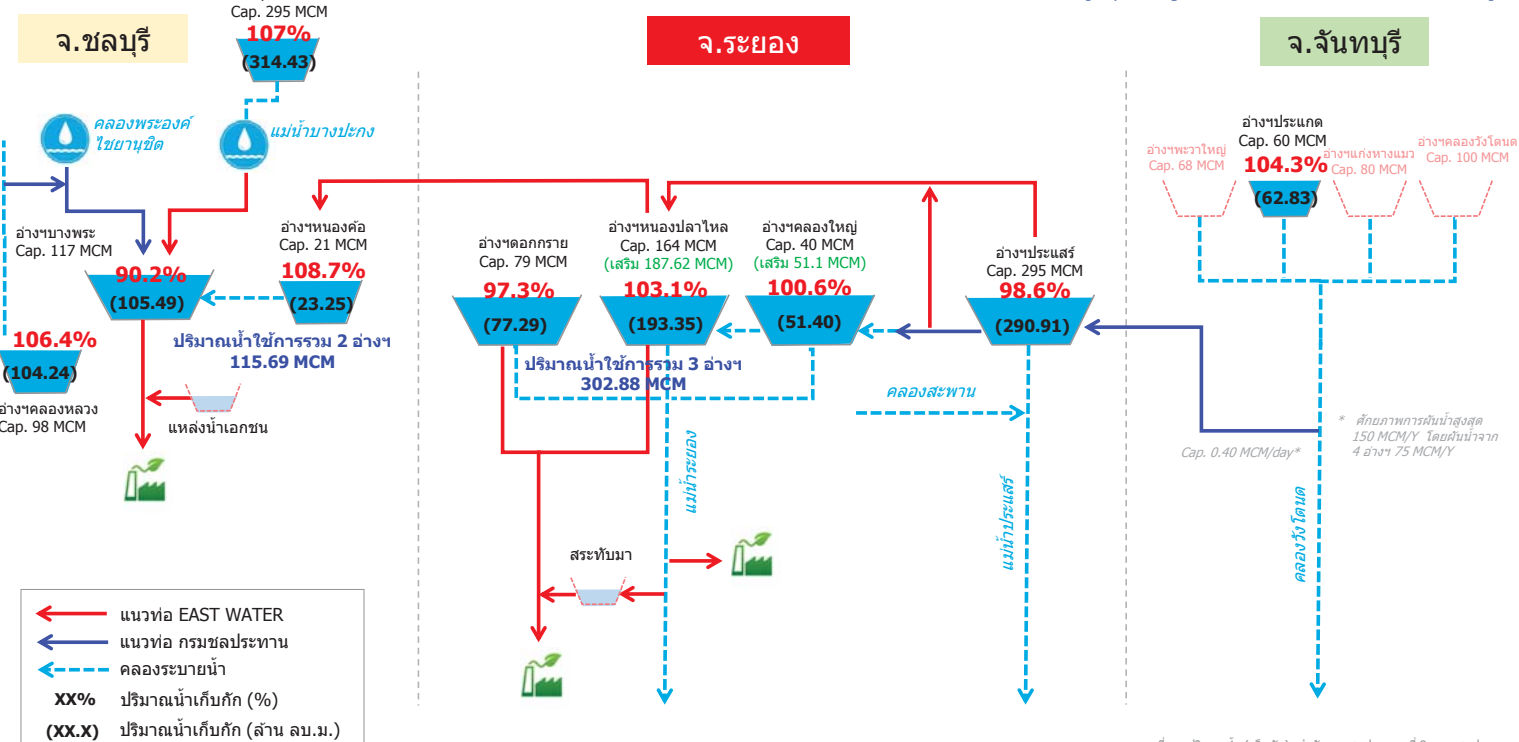 Cap. 295 MCM
107%
(314.43)
จ.ชลบุรี
จ.ระยอง
จ.จันทบุรี
คลองพระองค์
ไชยานุชิต
แม่น้ำบางปะกง
อ่างฯบางพระ
Cap. 117 MCM
90.2%
(105.49)
อ่างฯหนองค้อ
Cap. 21 MCM
108.7%
(23.25)
ปริมาณน้ำใช้การรวม 2 อ่างฯ
115.69 MCM
106.4%
(104.24)
อ่างฯคลองหลวง
Cap. 98 MCM
แหล่งน้ำเอกชน
อ่างฯดอกกราย
Cap. 79 MCM
97.3%
(77.29)
อ่างฯหนองปลาไหล
Cap. 164 MCM
(เสริม 187.62 MCM)
103.1%
(193.35)
อ่างฯคลองใหญ่
Cap. 40 MCM
(เสริม 51.1 MCM)
100.6%
(51.40)
อ่างฯประแสร์
Cap. 295 MCM
98.6%
(290.91)
ปริมาณน้ำใช้การรวม 3 อ่างฯ
302.88 MCM
คลองสะพาน
แม่น้ำระยอง
แม่น้ำประแสร์
สระทับมา
อ่างฯพะวาใหญ่
Cap. 68 MCM
อ่างฯประแกด
Cap. 60 MCM
104.3%
(62.83)
อ่างฯแก่งหางแมว
Cap. 80 MCM
อ่างฯคลองวังโตนด
Cap. 100 MCM
Cap. 0.40 MCM/day*
* ศักยภาพการผันน้ำสูงสุด
150 MCM/Y โดยผันน้ำจาก
4 อ่างฯ 75 MCM/Y
คลองวังโตนด
แนวท่อ EAST WATER
แนวท่อ กรมชลประทาน
คลองระบายน้ำ
XX% ปริมาณน้ำเก็บกัก (%)
(XX.X) ปริมาณน้ำเก็บกัก (ล้าน ลบ.ม.)